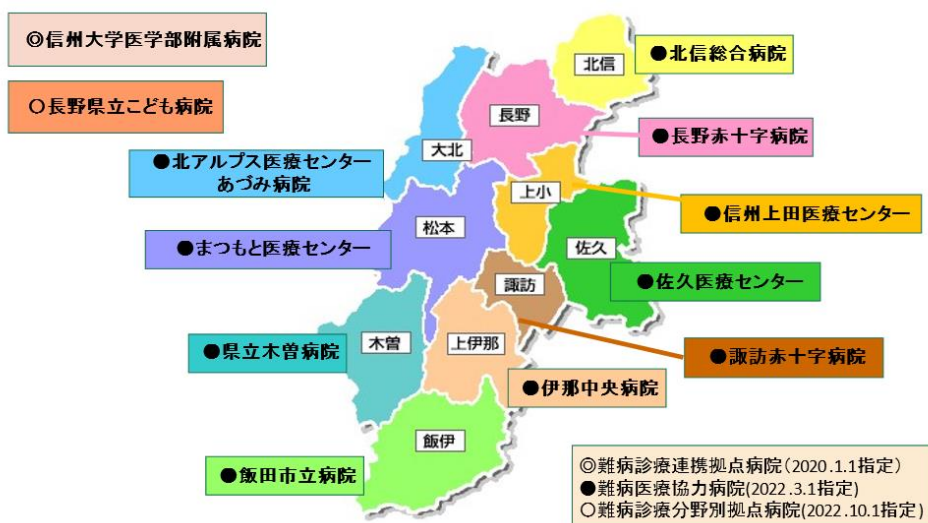 ◎信州大学医学部附属病院
○長野県立こども病院
北信
●北信総合病院
長野
●長野赤十字病院
大北
●北アルプス医療センター
あづみ病院
上小
●信州上田医療センター
松本
●まつもと医療センター
佐久
●佐久医療センター
諏訪
●諏訪赤十字病院
木曽
●県立木曽病院
上伊那
●伊那中央病院
飯伊
●飯田市立病院
◎難病診療連携拠点病院(2020.1.1指定)
●難病医療協力病院(2022.3.1指定)
○難病診療分野別拠点病院(2022.10.1指定)